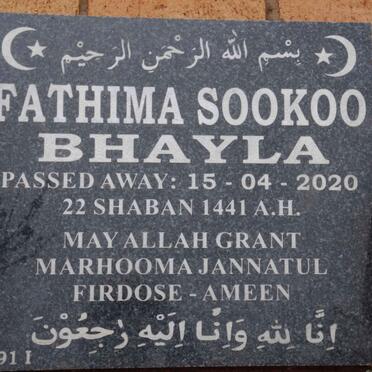 بِسْمِ اللهِ الرَّحْمٰنِ الرَّحِيْمِ
FATHIMA SOOKOO
BHAYLA
PASSED AWAY: 15 - 04 - 2020
22 SHABAN 1441 A.H.
MAY ALLAH GRANT
MARHOOMA JANNATUL
FIRDOSE - AMEEN
اِنَّا لِلّٰهِ وَاِنَّا اِلَيْهِ رٰجِعُوْنَ
91 I